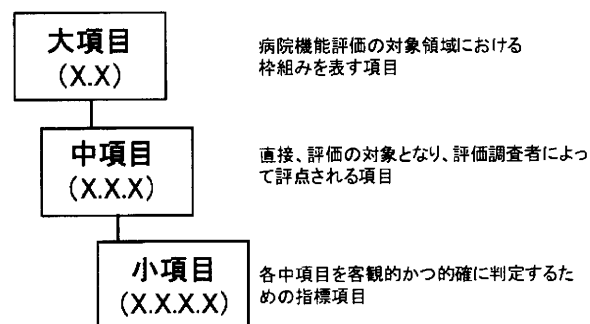 大項目
(X.X)
病院機能評価の対象領域における
枠組みを表す項目
中項目
(X.X.X)
直接、評価の対象となり、評価調査者によっ
て評点される項目
小項目
(X.X.X.X)
各中項目を客観的かつ的確に判定するた
めの指標項目